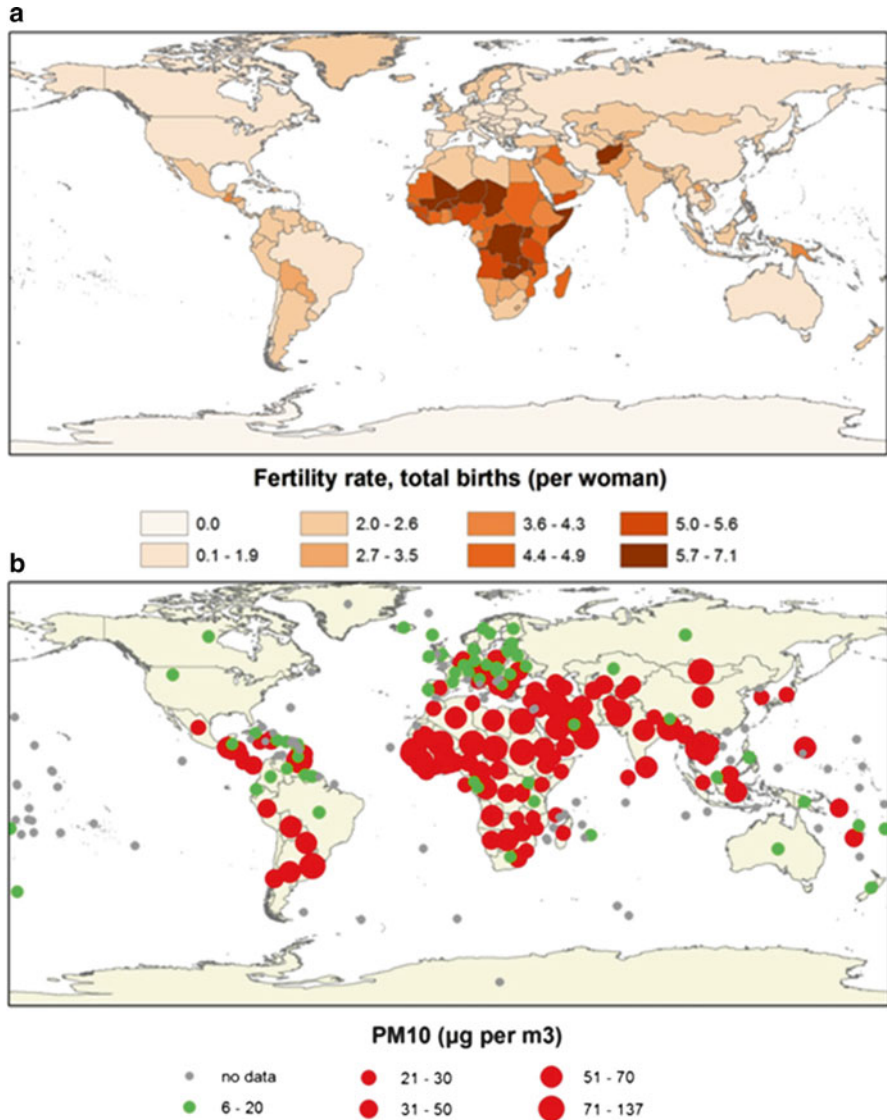 a
Fertility rate, total births (per woman)
0.0 2.0 - 2.6 3.6 - 4.3 5.0 - 5.6
0.1 - 1.9 2.7 - 3.5 4.4 - 4.9 5.7 - 7.1
b
PM10 (µg per m3)
no data 21 - 30 51 - 70
6 - 20 31 - 50 71 - 137